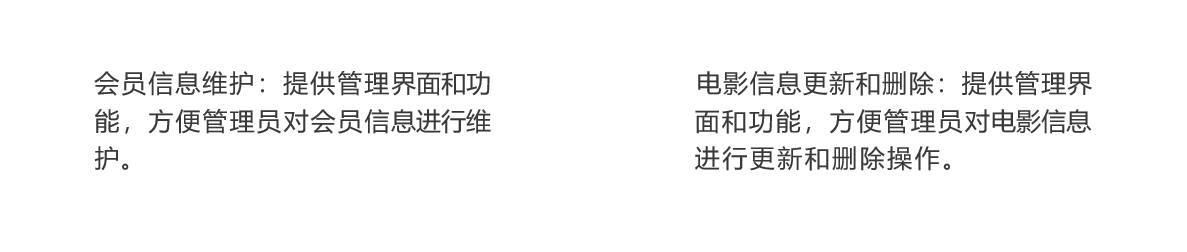 会员信息维护：提供管理界面和功
能，方便管理员对会员信息进行维
护。
电影信息更新和删除：提供管理界
面和功能，方便管理员对电影信息
进行更新和删除操作。